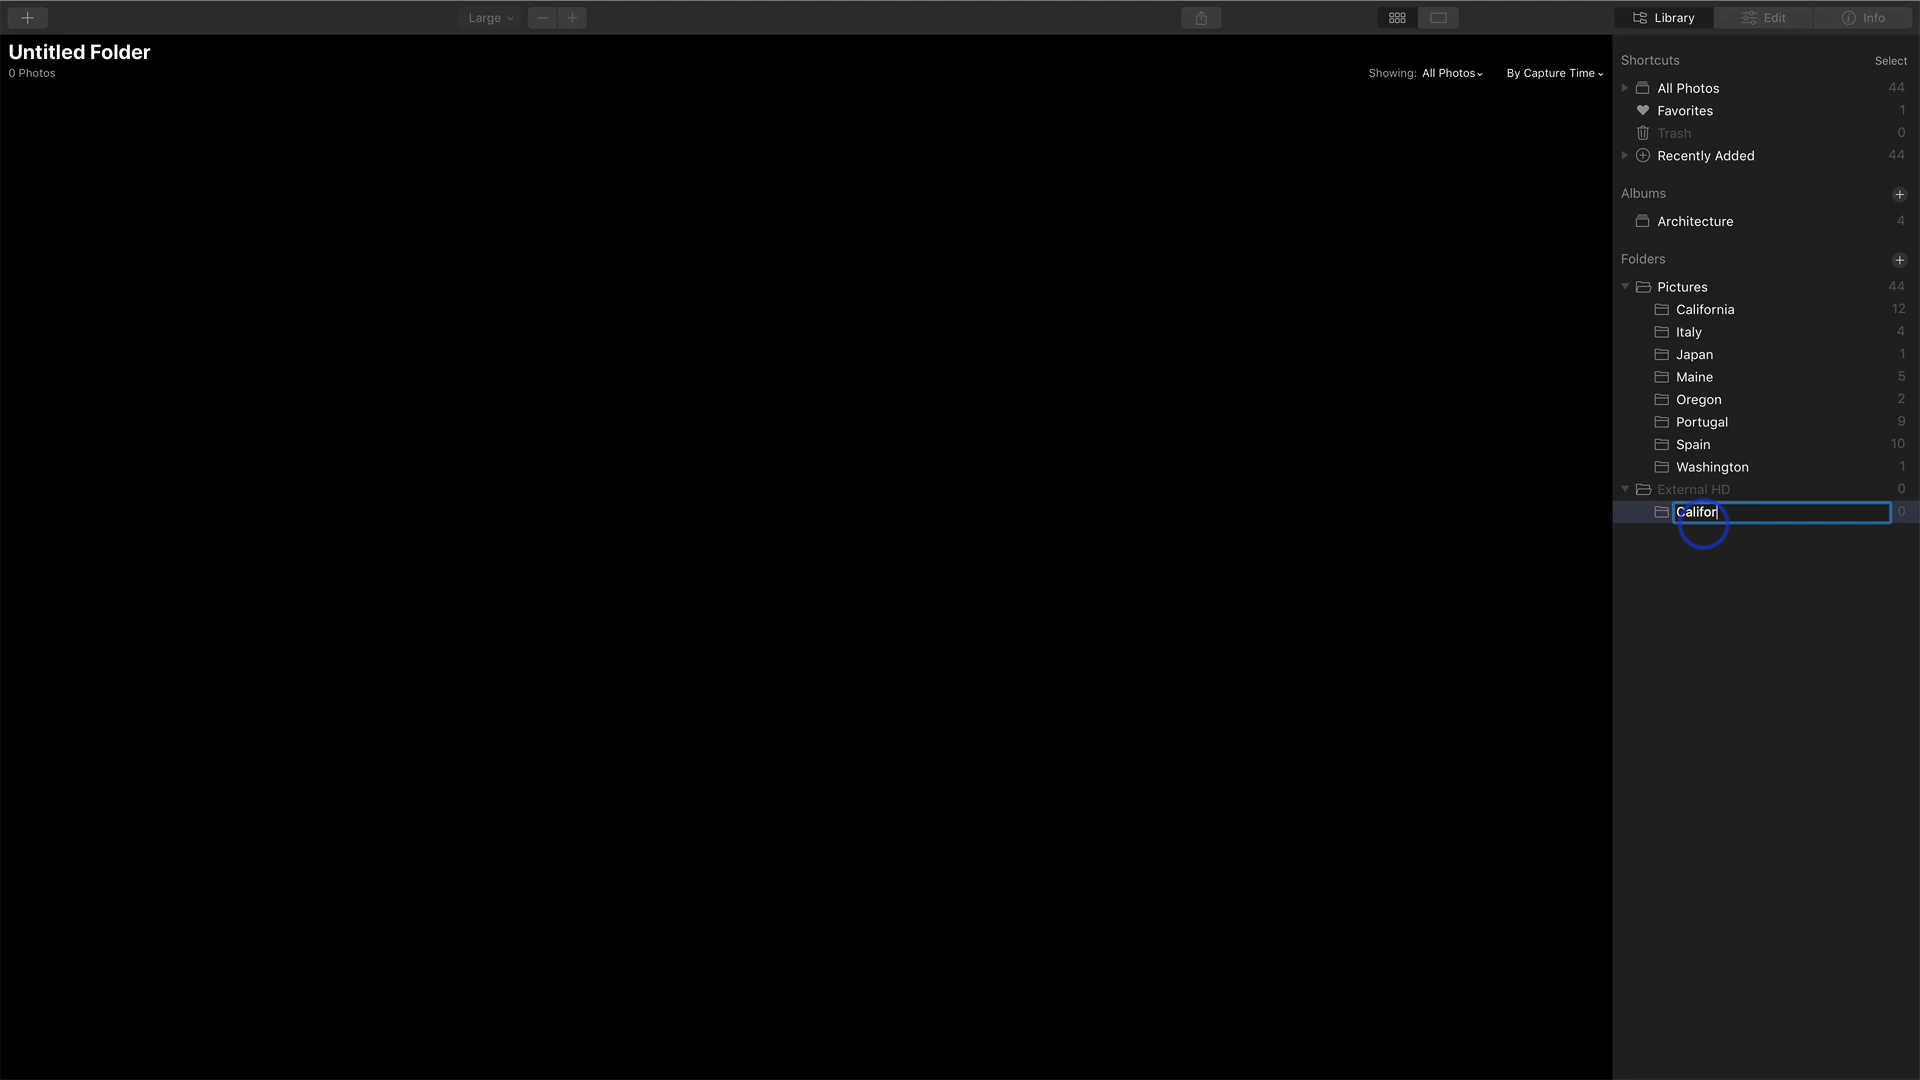 Large
Library
Edit
Info
Untitled Folder
0 Photos
Showing: All Photos
By Capture Time
Shortcuts
Select
All Photos 44
Favorites 1
Trash 0
Recently Added 44
Albums
Architecture 4
Folders
Pictures 44
California 12
Italy 4
Japan 1
Maine 5
Oregon 2
Portugal 9
Spain 10
Washington 1
External HD 0
Califor 0